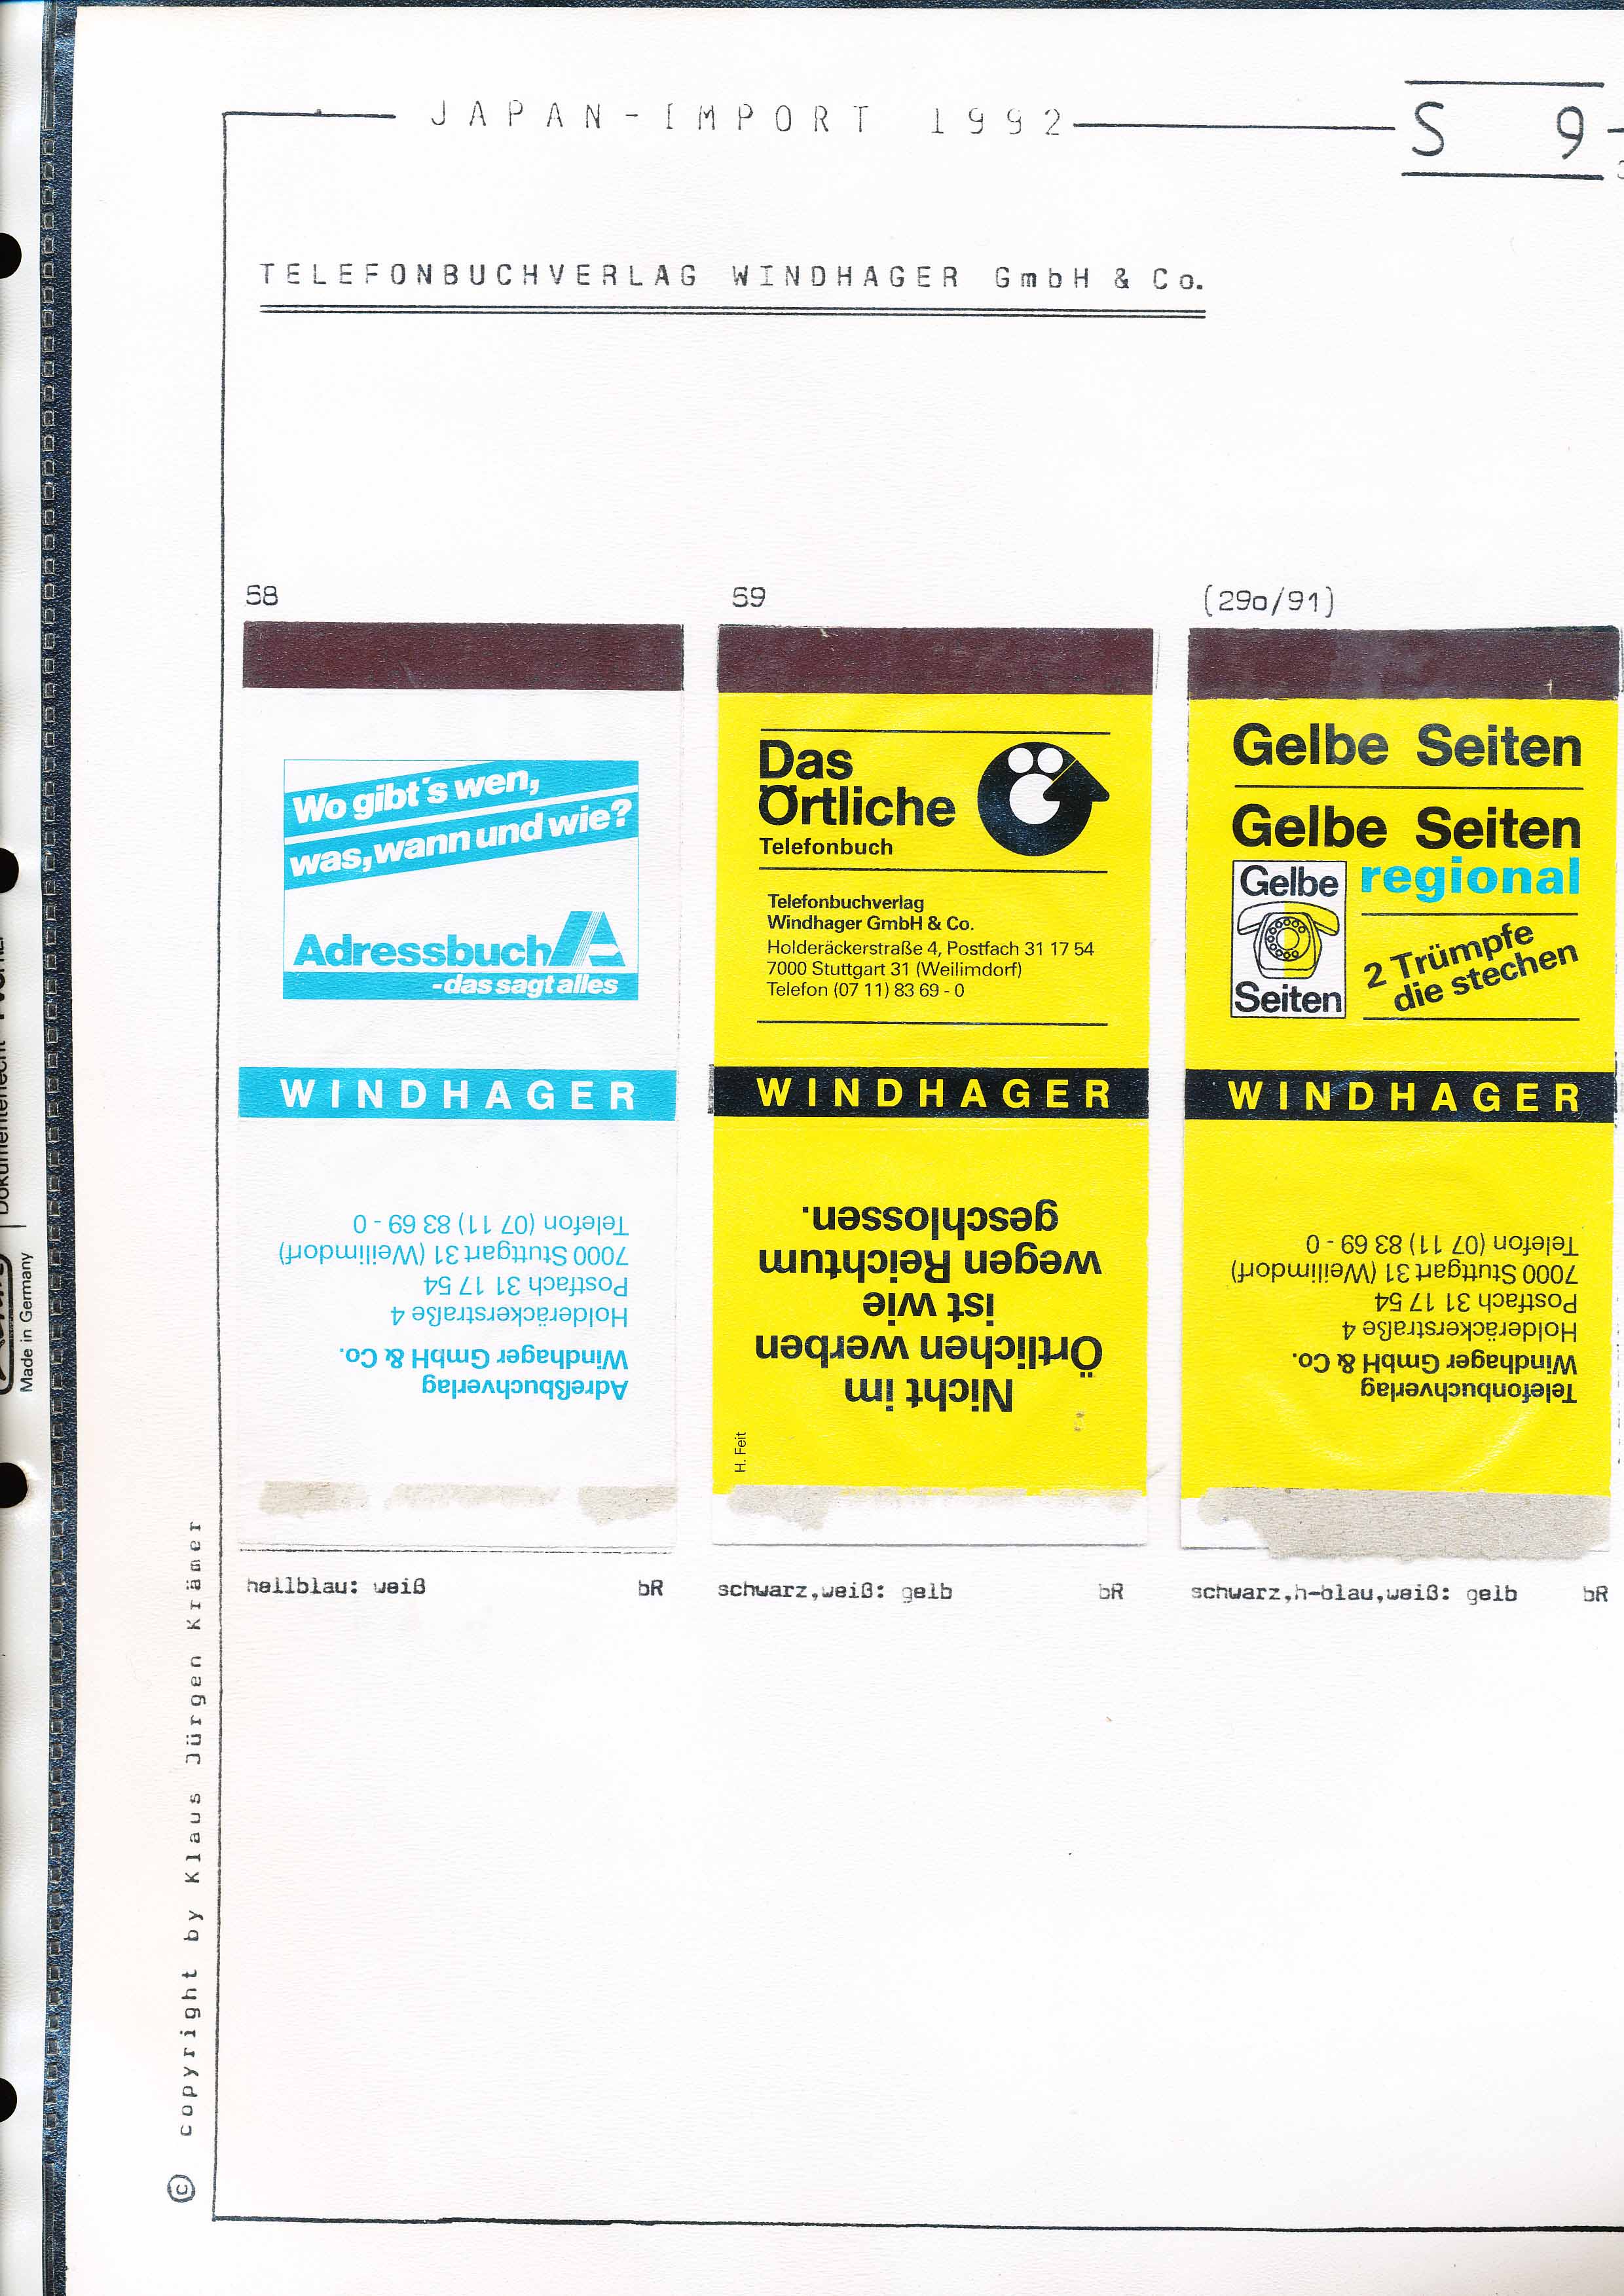 JAPAN-IMPORT 1992
S 9-
TELEFONBUCHVERLAG WINDHAGER GmbH & Co.
58
Wo gibt's wen,
was, wann und wie?
Adressbuch
-das sagt alles
WINDHAGER
Adreßbuchverlag
Windhager GmbH & Co.
Holderäckerstraße 4
Postfach 31 17 54
7000 Stuttgart 31 (Weilimdorf)
Telefon (07 11) 83 69 - 0
hellblau: weiß bR
59
Das
Örtliche
Telefonbuch
Telefonbuchverlag
Windhager GmbH & Co.
Holderäckerstraße 4, Postfach 31 17 54
7000 Stuttgart 31 (Weilimdorf)
Telefon (07 11) 83 69 - 0
WINDHAGER
Nicht im
Örtlichen werben
ist wie
wegen Reichtum
geschlossen.
H. Feit
schwarz,weiß: gelb bR
(29o/91)
Gelbe Seiten
Gelbe Seiten
regional
Gelbe
Seiten
2 Trümpfe
die stechen
WINDHAGER
Telefonbuchverlag
Windhager GmbH & Co.
Holderäckerstraße 4
Postfach 31 17 54
7000 Stuttgart 31 (Weilimdorf)
Telefon (07 11) 83 69 - 0
schwarz,h-blau,weiß: gelb bR
© copyright by Klaus Jürgen Krämer
Made in Germany